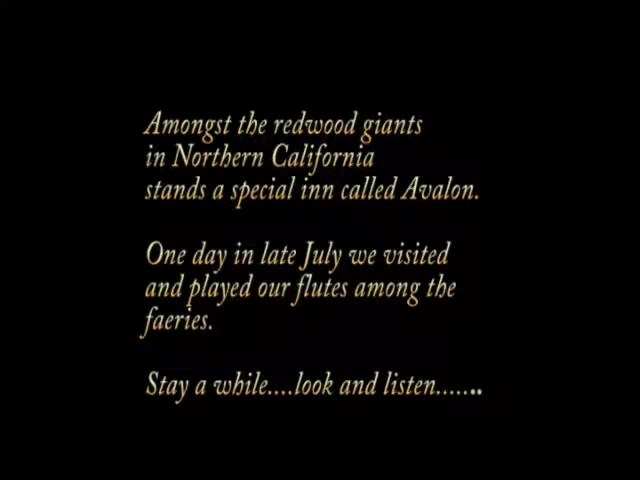 Amongst the redwood giants
in Northern California
stands a special inn called Avalon.
One day in late July we visited
and played our flutes among the
faeries.
Stay a while....look and listen.......